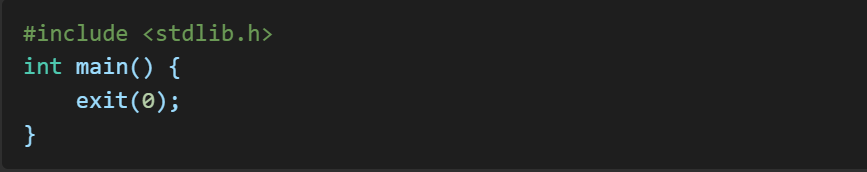 #include <stdlib.h>
int main() {
    exit(0);
}